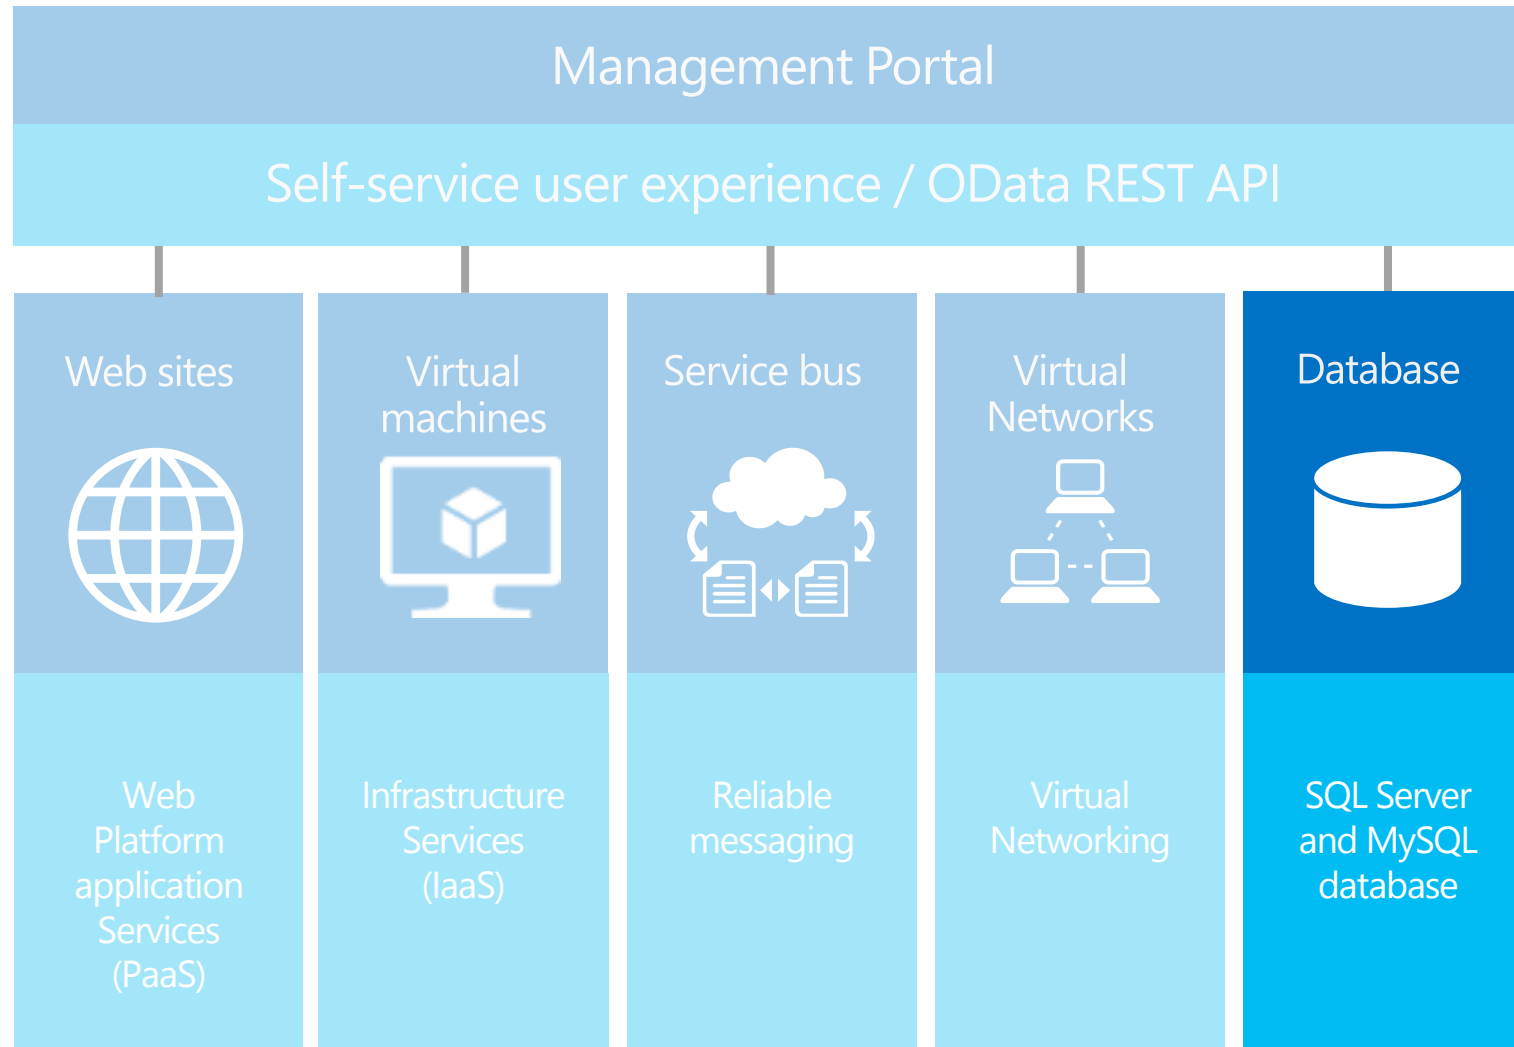 Management Portal
Self-service user experience / OData REST API
Web sites
Virtual
machines
Service bus
Virtual
Networks
Database
Web
Platform
application
Services
(PaaS)
Infrastructure
Services
(IaaS)
Reliable
messaging
Virtual
Networking
SQL Server
and MySQL
database